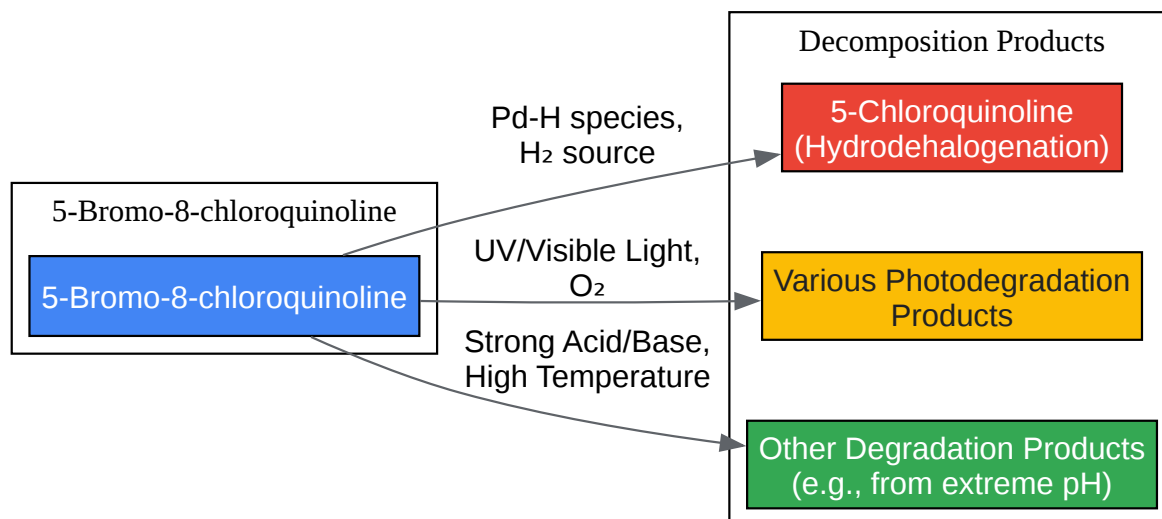 Decomposition Products
5-Chloroquinoline
(Hydrodehalogenation)
Pd-H species,
H₂ source
5-Bromo-8-chloroquinoline
5-Bromo-8-chloroquinoline
UV/Visible Light,
O₂
Various Photodegradation
Products
Strong Acid/Base,
High Temperature
Other Degradation Products
(e.g., from extreme pH)